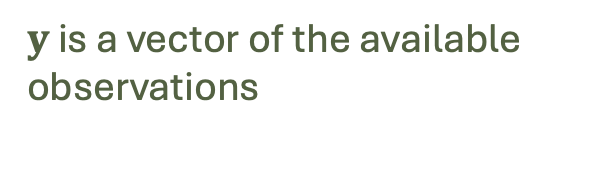 y is a vector of the available
observations